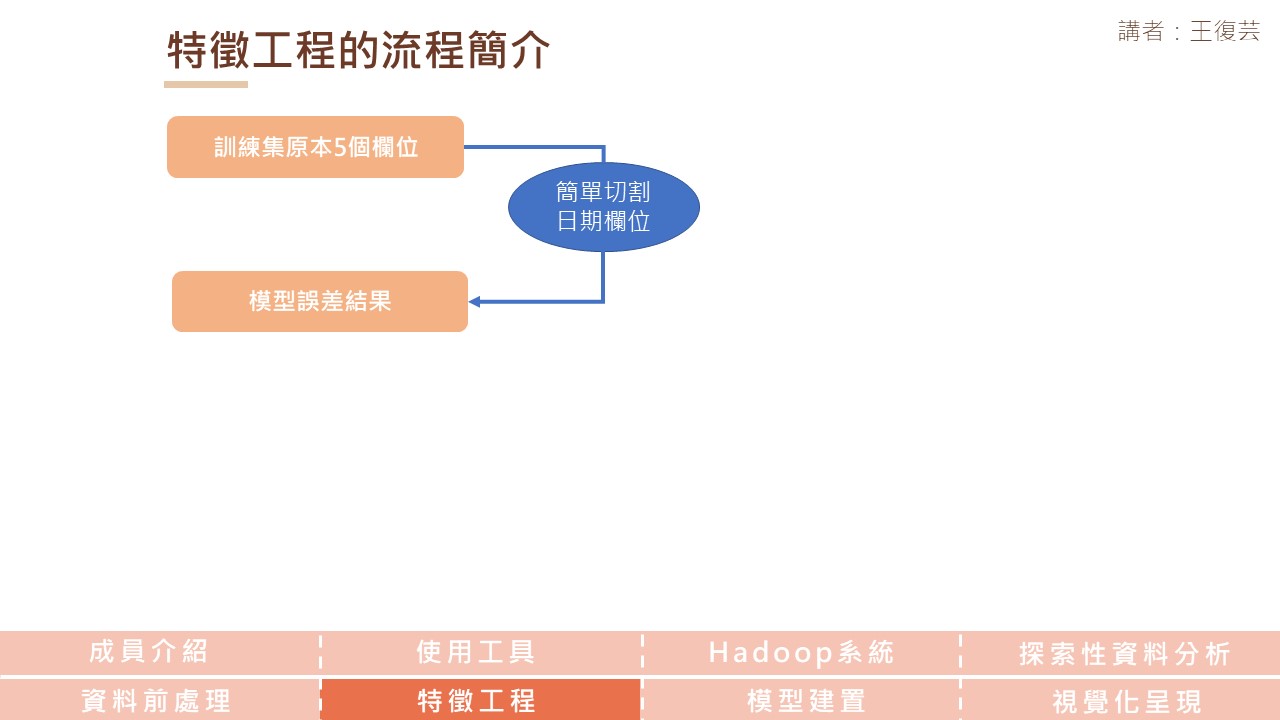 特徵工程的流程簡介
講者：王復芸
訓練集原本5個欄位
簡單切割
日期欄位
模型誤差結果
成員介紹
使用工具
Hadoop系統
探索性資料分析
資料前處理
特徵工程
模型建置
視覺化呈現